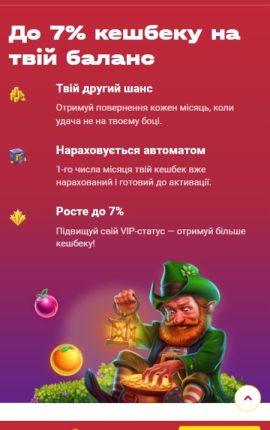 До 7% кешбеку на
твій баланс
Твій другий шанс
Отримуй повернення кожен місяць, коли
удача не на твоєму боці.
Нараховується автоматом
1-го числа місяця твій кешбек вже
нарахований і готовий до активації.
Росте до 7%
Підвищуй свій VIP-статус — отримуй більше
кешбеку!